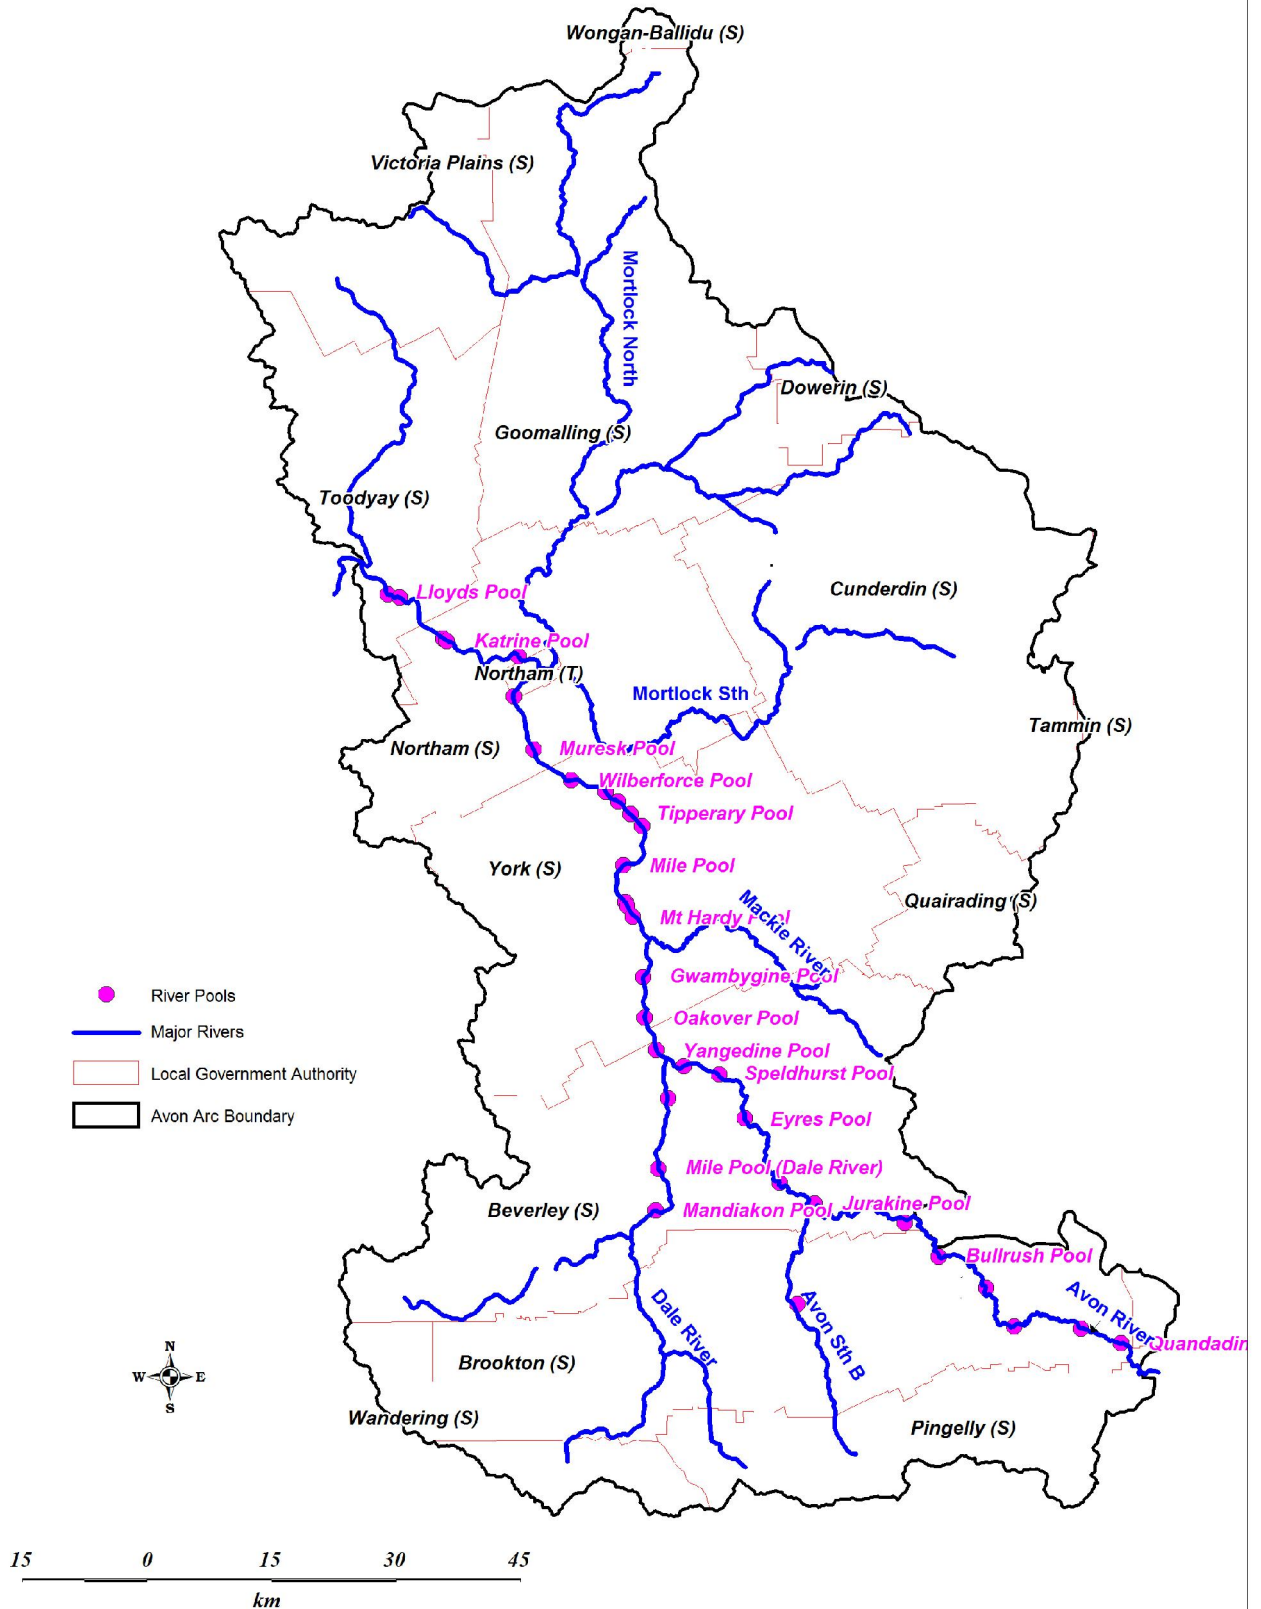 Wongan-Ballidu (S)
Victoria Plains (S)
Mortlock North
Dowerin (S)
Goomalling (S)
Toodyay (S)
Cunderdin (S)
Lloyds Pool
Katrine Pool
Northam (T)
Mortlock Sth
Tammin (S)
Northam (S)
Muresk Pool
Wilberforce Pool
Tipperary Pool
Mile Pool
York (S)
Quairading (S)
Mackie River
Mt Hardy Pool
Gwambygine Pool
River Pools
Oakover Pool
Major Rivers
Yangedine Pool
Local Government Authority
Speldhurst Pool
Avon Arc Boundary
Eyres Pool
Mile Pool (Dale River)
Jurakine Pool
Beverley (S)
Mandiakon Pool
Bullrush Pool
Avon River
Quandadin
Dale River
Avon Sth B
N
W E
S
Brookton (S)
Wandering (S)
Pingelly (S)
15 0 15 30 45
km